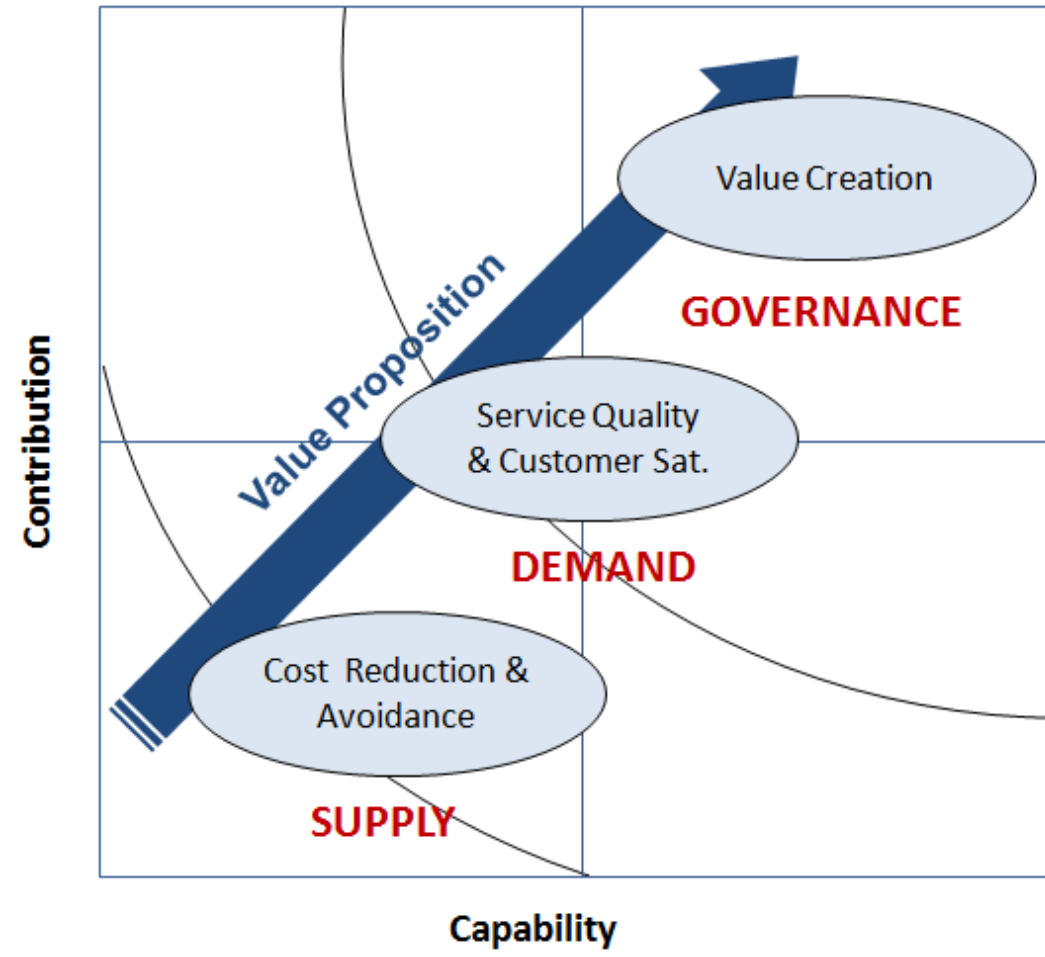 Value Creation
GOVERNANCE
Value Proposition
Service Quality
& Customer Sat.
DEMAND
Contribution
Cost Reduction &
Avoidance
SUPPLY
Capability